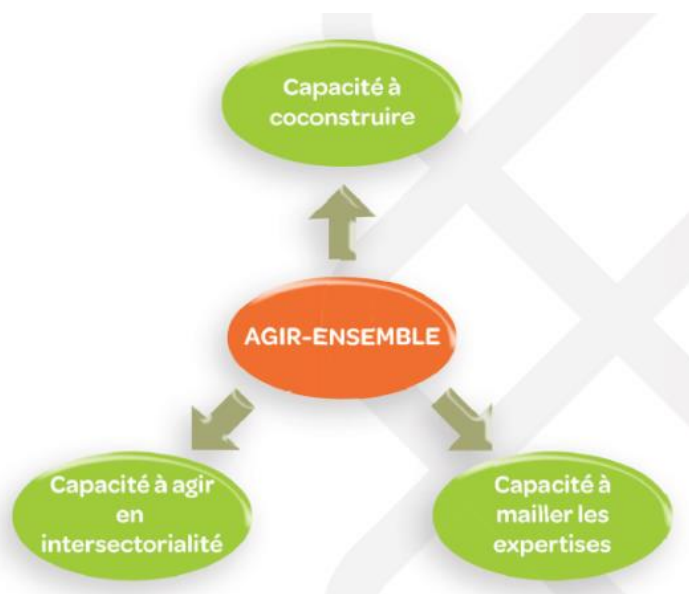 Capacité à
coconstruire
AGIR-ENSEMBLE
Capacité à agir
en
intersectorialité
Capacité à
mailler les
expertises